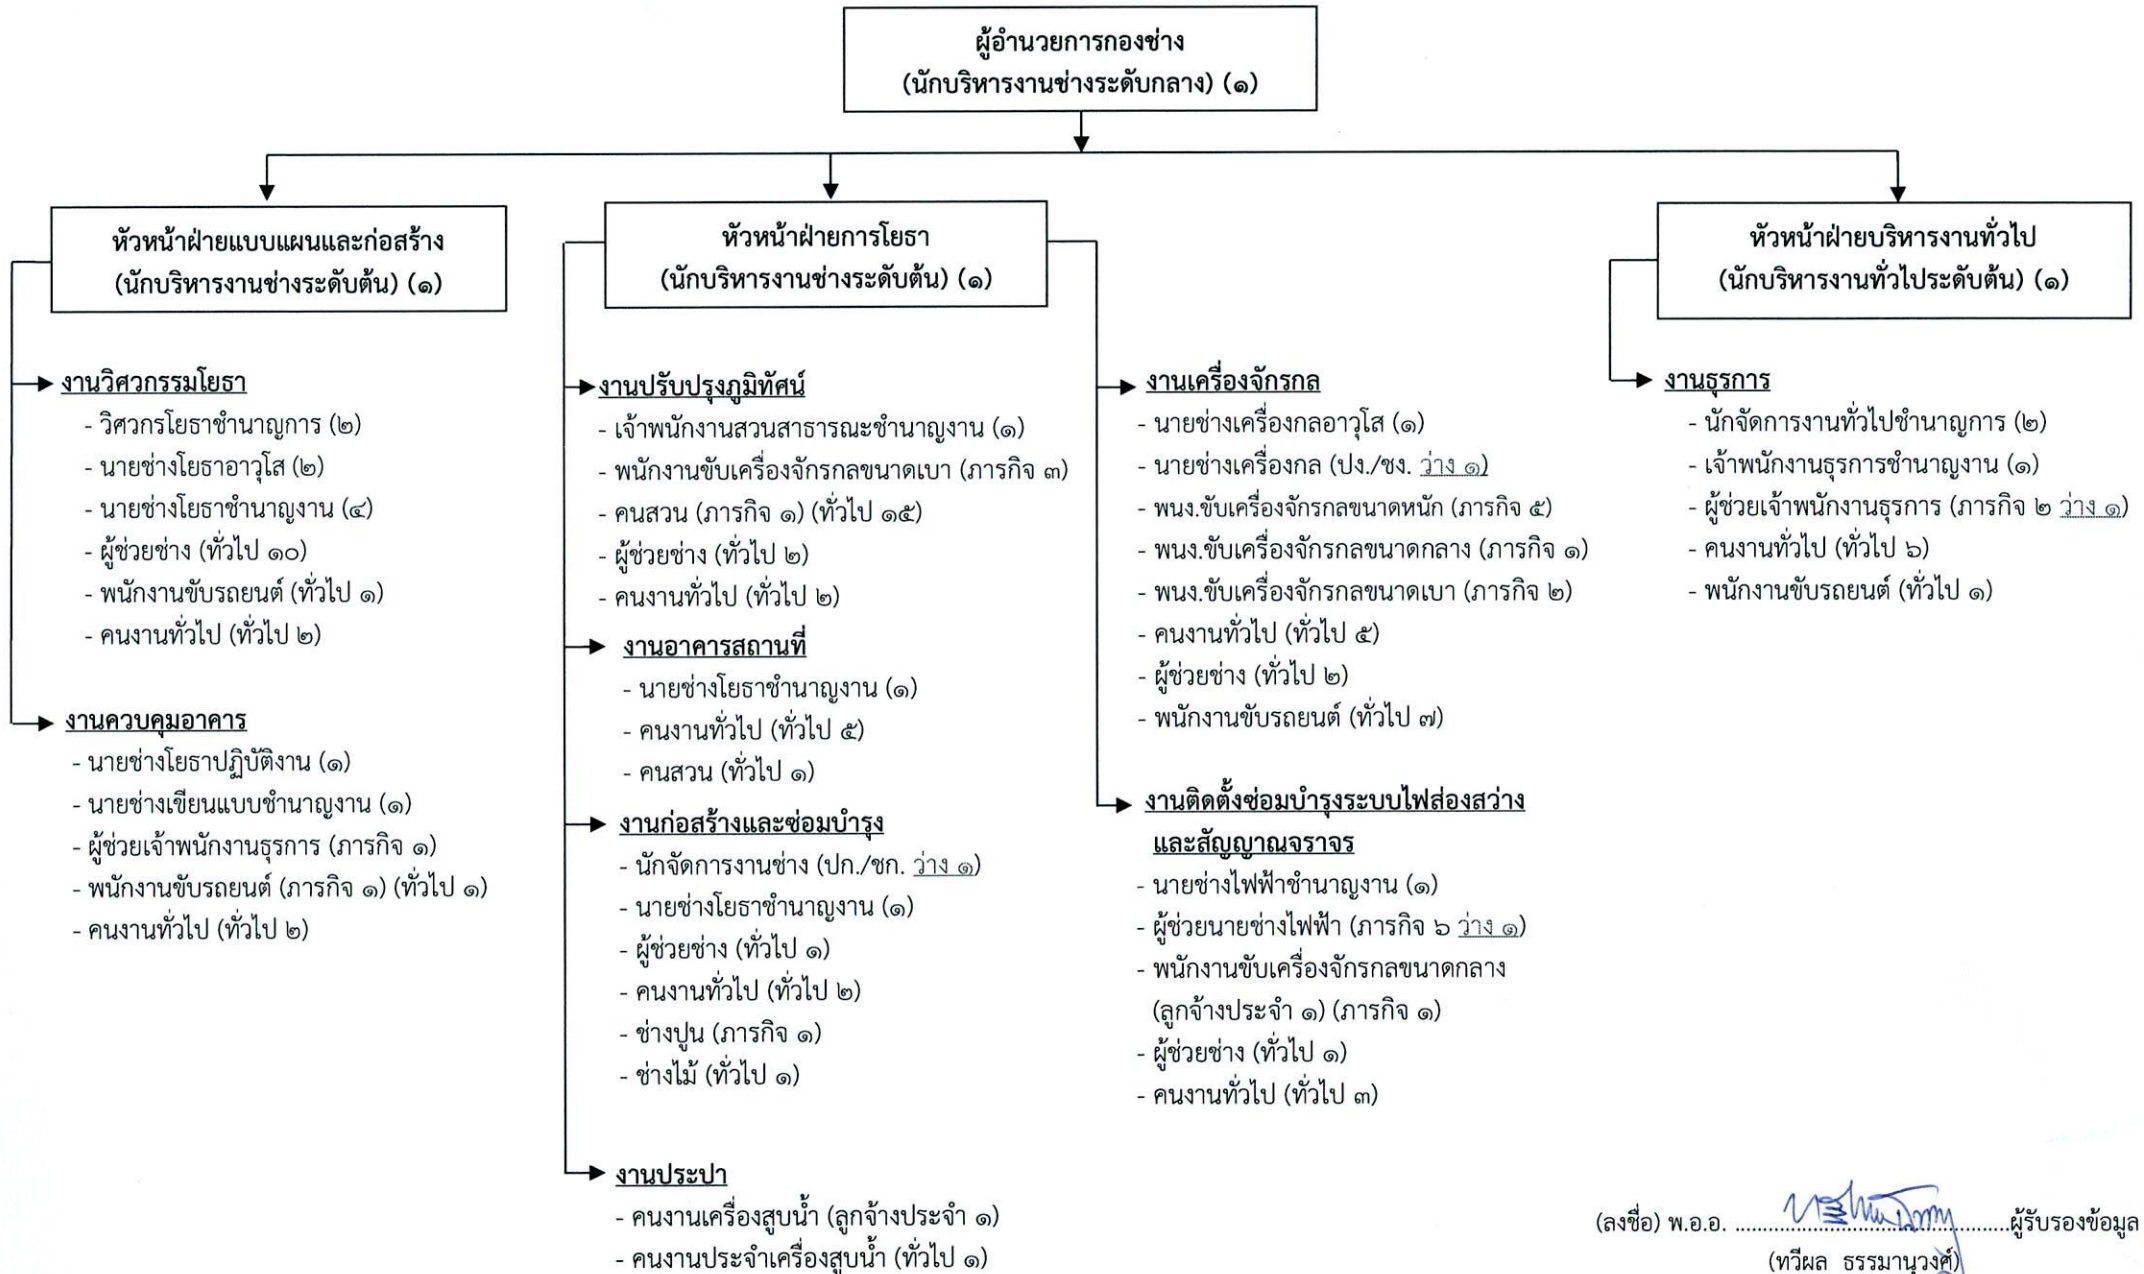 ผู้อำนวยการกองช่าง
(นักบริหารงานช่างระดับกลาง) (๑)
หัวหน้าฝ่ายแบบแผนและก่อสร้าง
(นักบริหารงานช่างระดับต้น) (๑)
งานวิศวกรรมโยธา
- วิศวกรโยธาชำนาญการ (๒)
- นายช่างโยธาอาวุโส (๒)
- นายช่างโยธาชำนาญงาน (๔)
- ผู้ช่วยช่าง (ทั่วไป ๑๐)
- พนักงานขับรถยนต์ (ทั่วไป ๑)
- คนงานทั่วไป (ทั่วไป ๒)
งานควบคุมอาคาร
- นายช่างโยธาปฏิบัติงาน (๑)
- นายช่างเขียนแบบชำนาญงาน (๑)
- ผู้ช่วยเจ้าพนักงานธุรการ (ภารกิจ ๑)
- พนักงานขับรถยนต์ (ภารกิจ ๑) (ทั่วไป ๑)
- คนงานทั่วไป (ทั่วไป ๒)
หัวหน้าฝ่ายการโยธา
(นักบริหารงานช่างระดับต้น) (๑)
งานปรับปรุงภูมิทัศน์
- เจ้าพนักงานสวนสาธารณะชำนาญงาน (๑)
- พนักงานขับเครื่องจักรกลขนาดเบา (ภารกิจ ๓)
- คนสวน (ภารกิจ ๑) (ทั่วไป ๑๕)
- ผู้ช่วยช่าง (ทั่วไป ๒)
- คนงานทั่วไป (ทั่วไป ๒)
งานอาคารสถานที่
- นายช่างโยธาชำนาญงาน (๑)
- คนงานทั่วไป (ทั่วไป ๕)
- คนสวน (ทั่วไป ๑)
งานก่อสร้างและซ่อมบำรุง
- นักจัดการงานช่าง (ปก./ชก. ว่าง ๑)
- นายช่างโยธาชำนาญงาน (๑)
- ผู้ช่วยช่าง (ทั่วไป ๑)
- คนงานทั่วไป (ทั่วไป ๒)
- ช่างปูน (ภารกิจ ๑)
- ช่างไม้ (ทั่วไป ๑)
งานประปา
- คนงานเครื่องสูบน้ำ (ลูกจ้างประจำ ๑)
- คนงานประจำเครื่องสูบน้ำ (ทั่วไป ๑)
งานเครื่องจักรกล
- นายช่างเครื่องกลอาวุโส (๑)
- นายช่างเครื่องกล (ปง./ชง. ว่าง ๑)
- พนง.ขับเครื่องจักรกลขนาดหนัก (ภารกิจ ๕)
- พนง.ขับเครื่องจักรกลขนาดกลาง (ภารกิจ ๑)
- พนง.ขับเครื่องจักรกลขนาดเบา (ภารกิจ ๒)
- คนงานทั่วไป (ทั่วไป ๕)
- ผู้ช่วยช่าง (ทั่วไป ๒)
- พนักงานขับรถยนต์ (ทั่วไป ๗)
งานติดตั้งซ่อมบำรุงระบบไฟส่องสว่าง
และสัญญาณจราจร
- นายช่างไฟฟ้าชำนาญงาน (๑)
- ผู้ช่วยนายช่างไฟฟ้า (ภารกิจ ๖ ว่าง ๑)
- พนักงานขับเครื่องจักรกลขนาดกลาง
(ลูกจ้างประจำ ๑) (ภารกิจ ๑)
- ผู้ช่วยช่าง (ทั่วไป ๑)
- คนงานทั่วไป (ทั่วไป ๓)
หัวหน้าฝ่ายบริหารงานทั่วไป
(นักบริหารงานทั่วไประดับต้น) (๑)
งานธุรการ
- นักจัดการงานทั่วไปชำนาญการ (๒)
- เจ้าพนักงานธุรการชำนาญงาน (๑)
- ผู้ช่วยเจ้าพนักงานธุรการ (ภารกิจ ๒ ว่าง ๑)
- คนงานทั่วไป (ทั่วไป ๖)
- พนักงานขับรถยนต์ (ทั่วไป ๑)
(ลงชื่อ) พ.อ.อ. ........ผู้รับรองข้อมูล
(ทวีผล ธรรมานุวงศ์)